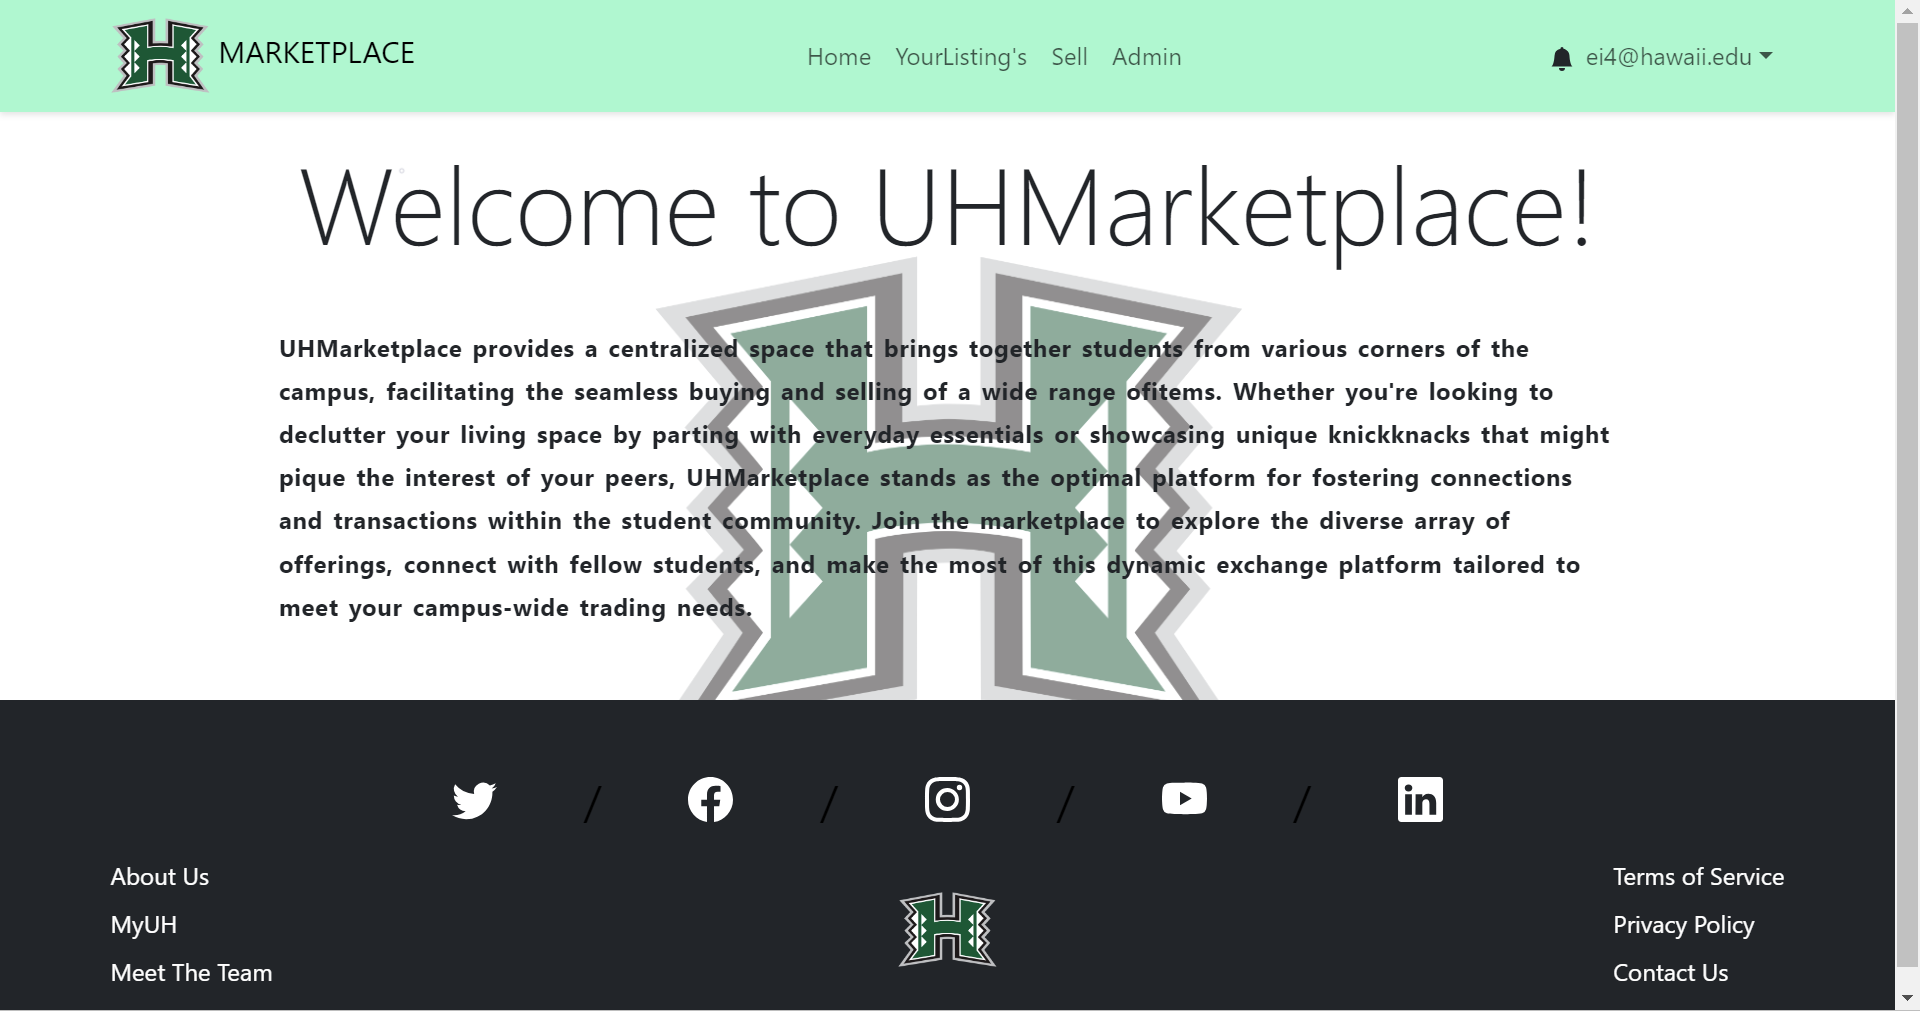 MARKETPLACE
Home YourListing's Sell Admin
ei4@hawaii.edu
Welcome to UHMarketplace!
UHMarketplace provides a centralized space that brings together students from various corners of the
campus, facilitating the seamless buying and selling of a wide range ofitems. Whether you're looking to
declutter your living space by parting with everyday essentials or showcasing unique knickknacks that might
pique the interest of your peers, UHMarketplace stands as the optimal platform for fostering connections
and transactions within the student community. Join the marketplace to explore the diverse array of
offerings, connect with fellow students, and make the most of this dynamic exchange platform tailored to
meet your campus-wide trading needs.
/ / / /
About Us
MyUH
Meet The Team
Terms of Service
Privacy Policy
Contact Us